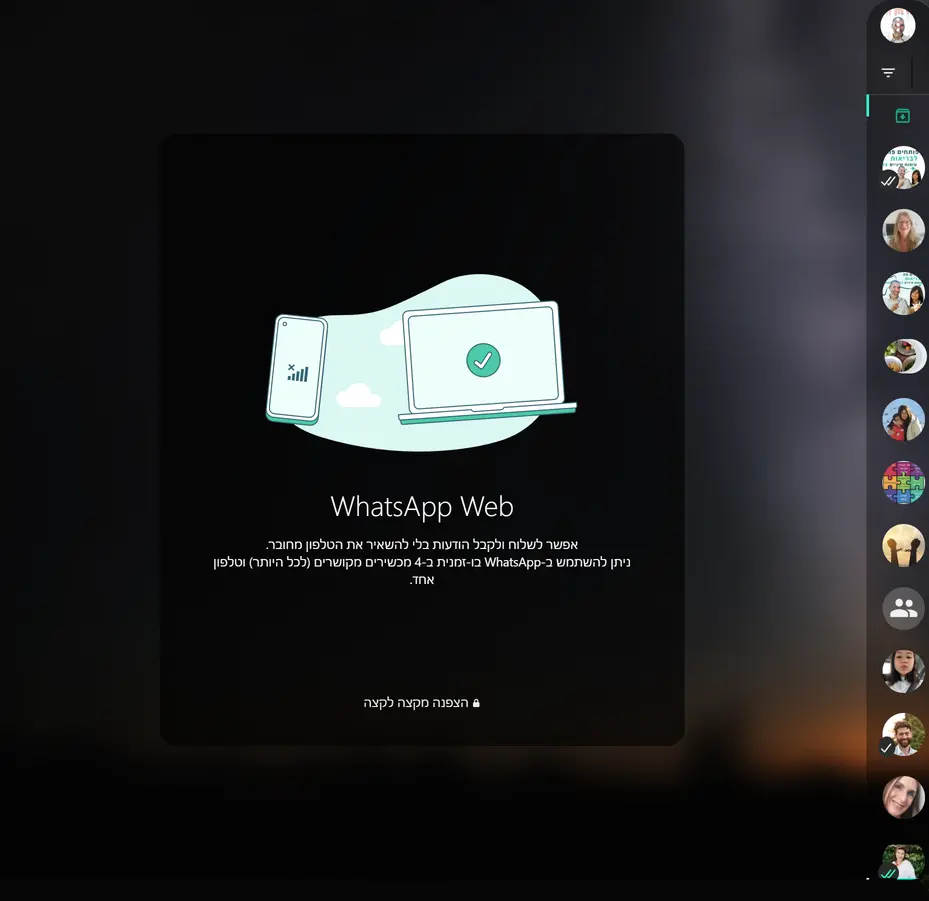 WhatsApp Web
אפשר לשלוח ולקבל הודעות בלי להשאיר את הטלפון מחובר.
ניתן להשתמש ב-WhatsApp בו-זמנית ב-4 מכשירים מקושרים (לכל היותר) וטלפון
אחד.
הצפנה מקצה לקצה
לבריאות